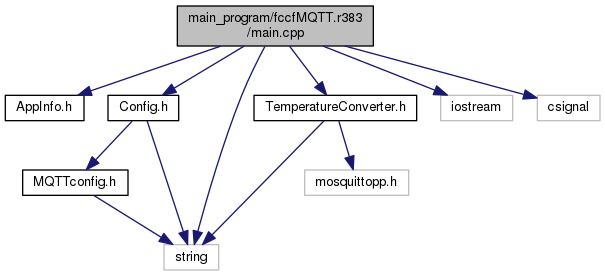 main_program/fccfMQTT.r383
/main.cpp
AppInfo.h
Config.h
TemperatureConverter.h
iostream
csignal
MQTTconfig.h
mosquittopp.h
string